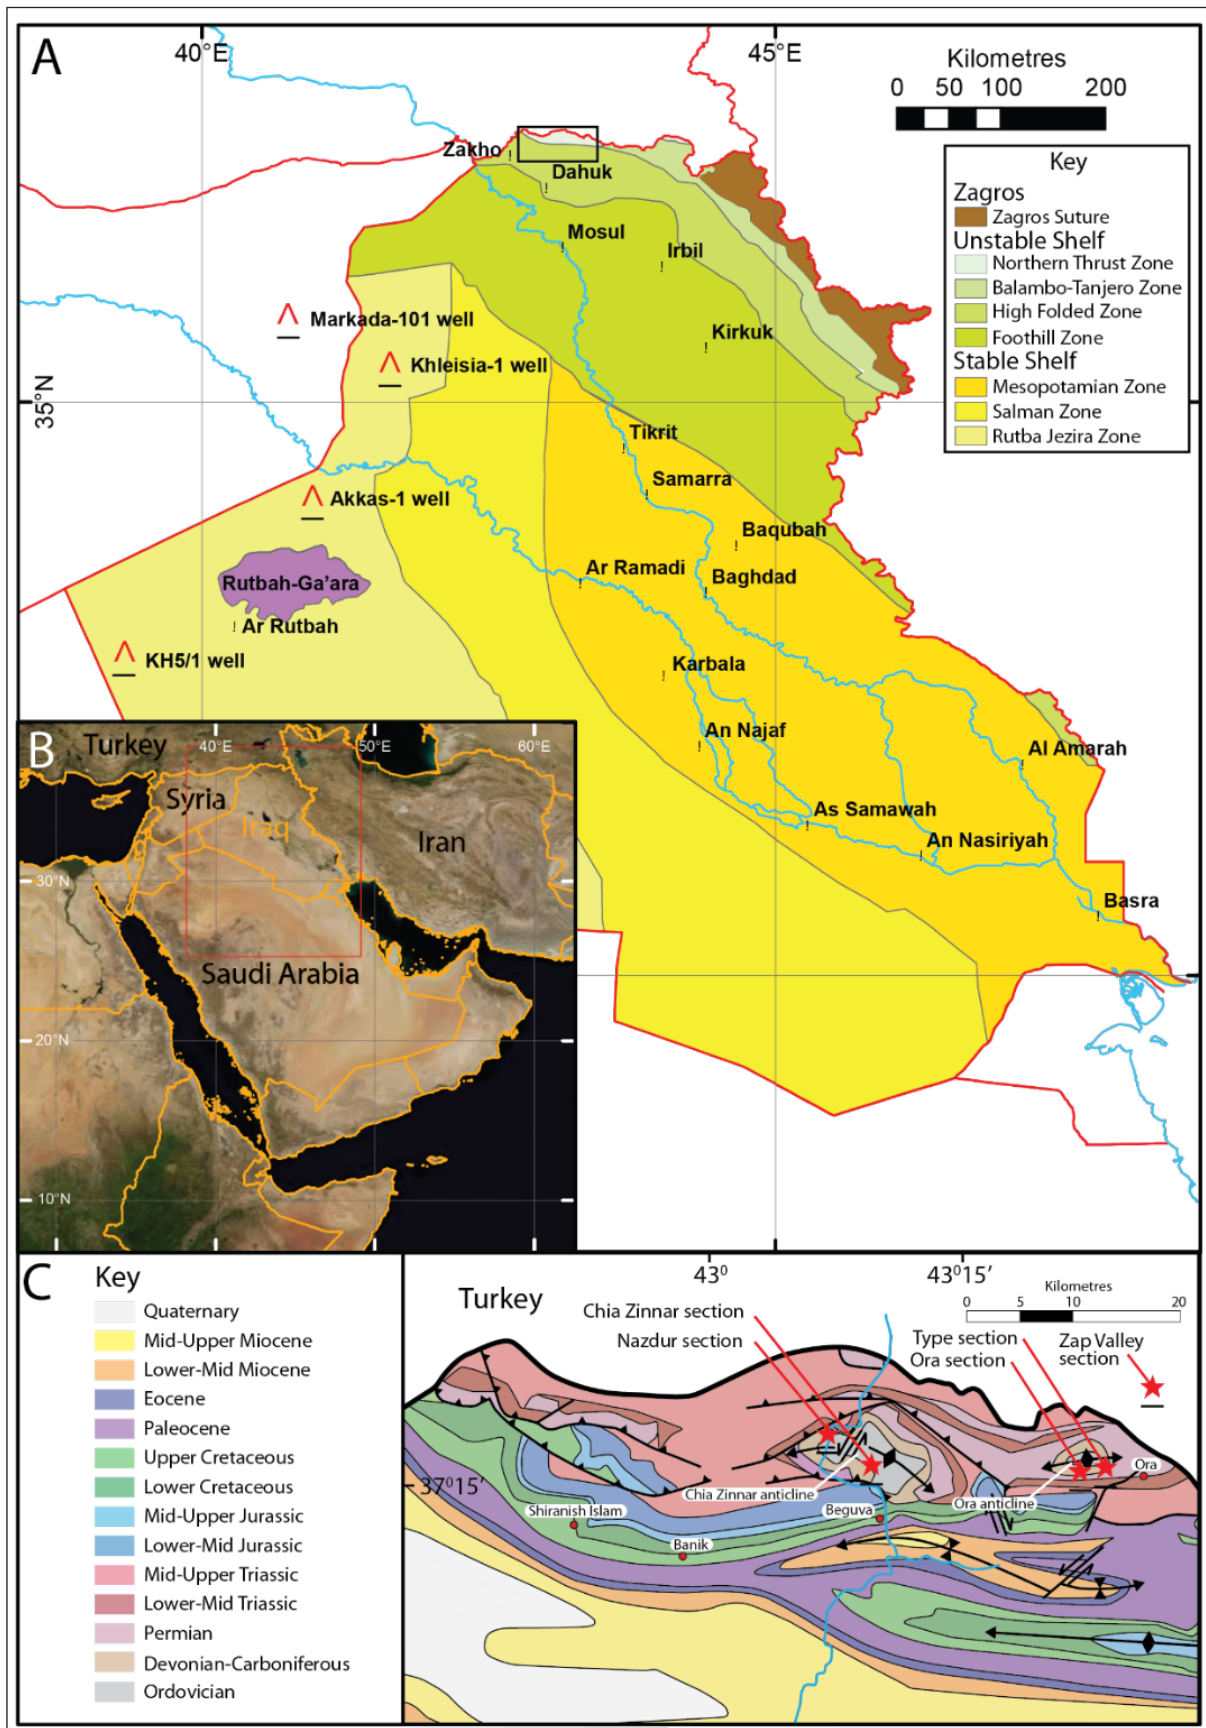 A
40°E
45°E
Kilometres
0 50 100 200
Key
Zagros
Zagros Suture
Unstable Shelf
Northern Thrust Zone
Balambo-Tanjero Zone
High Folded Zone
Foothill Zone
Stable Shelf
Mesopotamian Zone
Salman Zone
Rutba Jezira Zone
35°N
Zakho
Dahuk
Mosul
Irbil
Markada-101 well
Kirkuk
Khleisia-1 well
Tikrit
Samarra
Akkas-1 well
Baqubah
Ar Ramadi
Baghdad
Rutbah-Ga'ara
Ar Rutbah
KH5/1 well
Karbala
An Najaf
Al Amarah
As Samawah
An Nasiriyah
Basra
B
Turkey
40°E
50°E
60°E
Syria
Iraq
Iran
30°N
Saudi Arabia
20°N
10°N
C
Key
Quaternary
Mid-Upper Miocene
Lower-Mid Miocene
Eocene
Paleocene
Upper Cretaceous
Lower Cretaceous
Mid-Upper Jurassic
Lower-Mid Jurassic
Mid-Upper Triassic
Lower-Mid Triassic
Permian
Devonian-Carboniferous
Ordovician
43⁰
43⁰15'
Kilometres
0 5 10 20
Turkey
Chia Zinnar section
Nazdur section
Type section
Ora section
Zap Valley
section
37⁰15'
Ora
Chia Zinnar anticline
Ora anticline
Shiranish Islam
Beguva
Banik